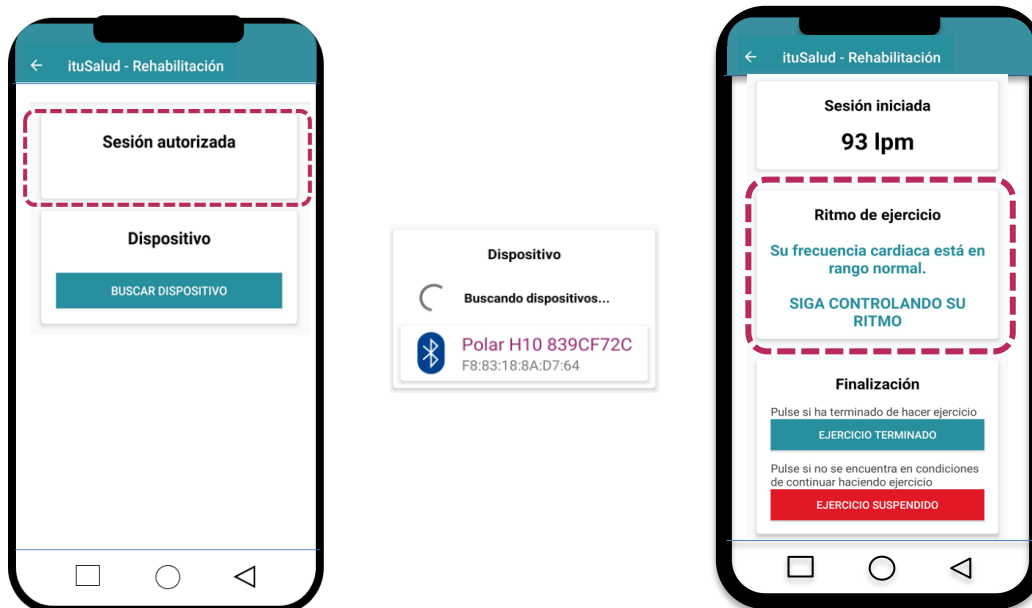 ituSalud - Rehabilitación
Sesión autorizada
Dispositivo
BUSCAR DISPOSITIVO
Dispositivo
Buscando dispositivos...
Polar H10 839CF72C
F8:83:18:8A:D7:64
ituSalud - Rehabilitación
Sesión iniciada
93 lpm
Ritmo de ejercicio
Su frecuencia cardiaca está en
rango normal.
SIGA CONTROLANDO SU
RITMO
Finalización
Pulse si ha terminado de hacer ejercicio
EJERCICIO TERMINADO
Pulse si no se encuentra en condiciones
de continuar haciendo ejercicio
EJERCICIO SUSPENDIDO